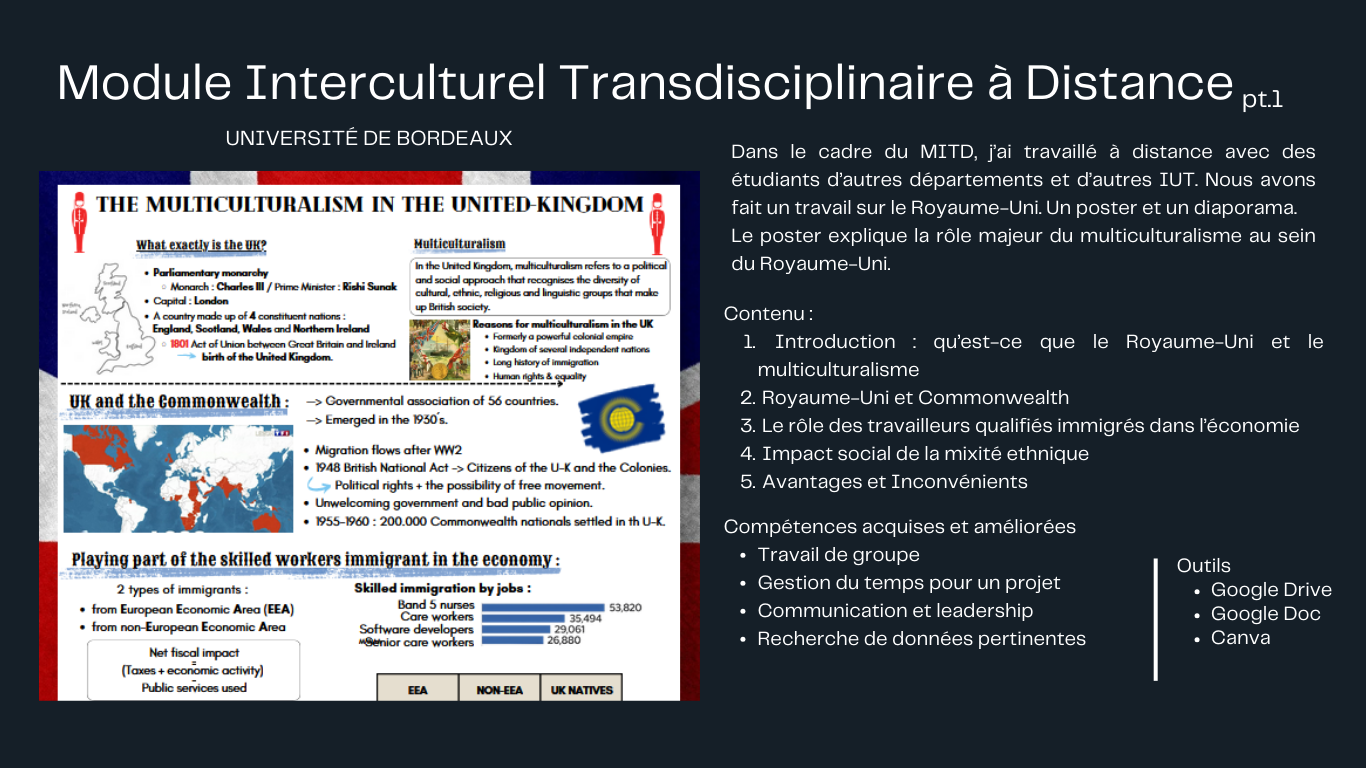 Module Interculturel Transdisciplinaire à Distance pt.1
UNIVERSITÉ DE BORDEAUX
THE MULTICULTURALISM IN THE UNITED-KINGDOM
What exactly is the UK?
• Parliamentary monarchy
○ Monarch : Charles III / Prime Minister : Rishi Sunak
• Capital : London
• A country made up of 4 constituent nations :
England, Scotland, Wales and Northern Ireland
○ 1801 Act of Union between Great Britain and Ireland
birth of the United Kingdom.
Multiculturalism
In the United Kingdom, multiculturalism refers to a political
and social approach that recognises the diversity of
cultural, ethnic, religious and linguistic groups that make
up British society.
Reasons for multiculturalism in the UK
• Formerly a powerful colonial empire
• Kingdom of several independent nations
• Long history of immigration
• Human rights & equality
UK and the Commonwealth :
—> Governmental association of 56 countries.
—> Emerged in the 1930's.
• Migration flows after WW2
• 1948 British National Act -> Citizens of the U-K and the Colonies.
Political rights + the possibility of free movement.
• Unwelcoming government and bad public opinion.
• 1955-1960 : 200.000 Commonwealth nationals settled in th U-K.
Playing part of the skilled workers immigrant in the economy :
2 types of immigrants :
• from European Economic Area (EEA)
• from non-European Economic Area
Net fiscal impact
=
(Taxes + economic activity)
-
Public services used
Skilled immigration by jobs :
Band 5 nurses 53,820
Care workers 35,494
Software developers 29,061
Senior care workers 26,880
EEA NON-EEA UK NATIVES
Dans le cadre du MITD, j'ai travaillé à distance avec des
étudiants d'autres départements et d'autres IUT. Nous avons
fait un travail sur le Royaume-Uni. Un poster et un diaporama.
Le poster explique la rôle majeur du multiculturalisme au sein
du Royaume-Uni.
Contenu :
1. Introduction : qu'est-ce que le Royaume-Uni et le
multiculturalisme
2. Royaume-Uni et Commonwealth
3. Le rôle des travailleurs qualifiés immigrés dans l'économie
4. Impact social de la mixité ethnique
5. Avantages et Inconvénients
Compétences acquises et améliorées
• Travail de groupe
• Gestion du temps pour un projet
• Communication et leadership
• Recherche de données pertinentes
Outils
• Google Drive
• Google Doc
• Canva